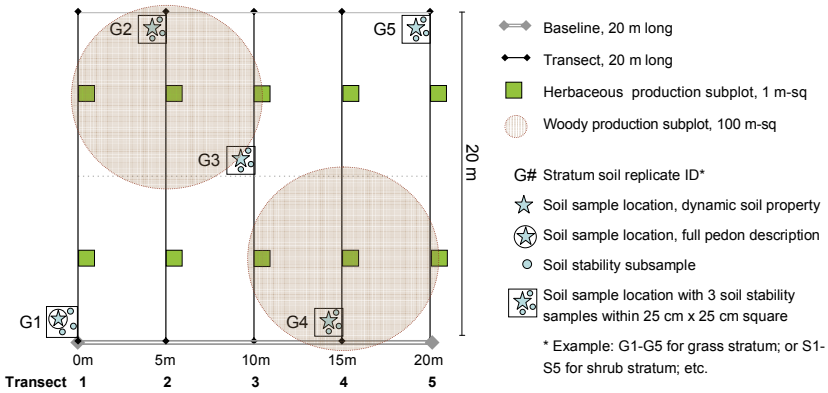 G2
G5
G3
G1
G4
20 m
0m 5m 10m 15m 20m
Transect 1 2 3 4 5
Baseline, 20 m long
Transect, 20 m long
Herbaceous production subplot, 1 m-sq
Woody production subplot, 100 m-sq
G# Stratum soil replicate ID*
Soil sample location, dynamic soil property
Soil sample location, full pedon description
Soil stability subsample
Soil sample location with 3 soil stability
samples within 25 cm x 25 cm square
* Example: G1-G5 for grass stratum; or S1-
S5 for shrub stratum; etc.